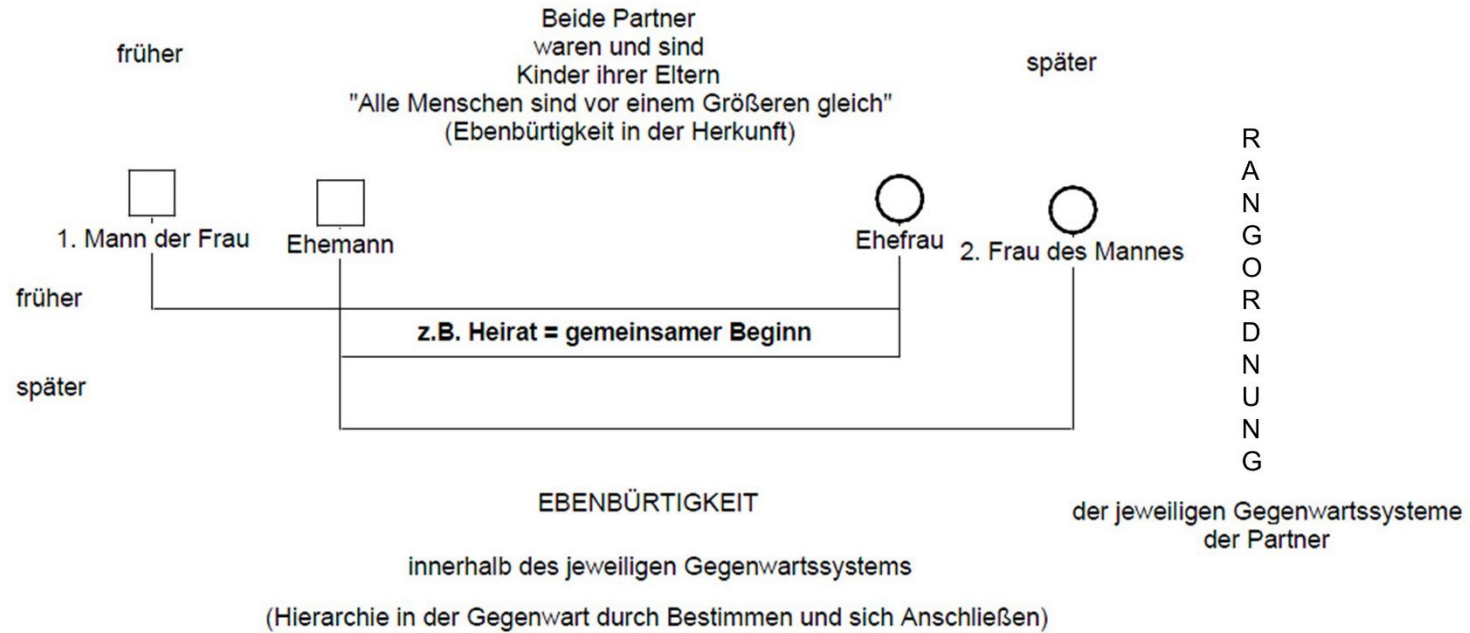 Beide Partner
waren und sind
Kinder ihrer Eltern
"Alle Menschen sind vor einem Größeren gleich"
(Ebenbürtigkeit in der Herkunft)
früher
später
1. Mann der Frau
Ehemann
Ehefrau
2. Frau des Mannes
früher
z.B. Heirat = gemeinsamer Beginn
später
R
A
N
G
O
R
D
N
U
N
G
der jeweiligen Gegenwartssysteme
der Partner
EBENBÜRTIGKEIT
innerhalb des jeweiligen Gegenwartssystems
(Hierarchie in der Gegenwart durch Bestimmen und sich Anschließen)